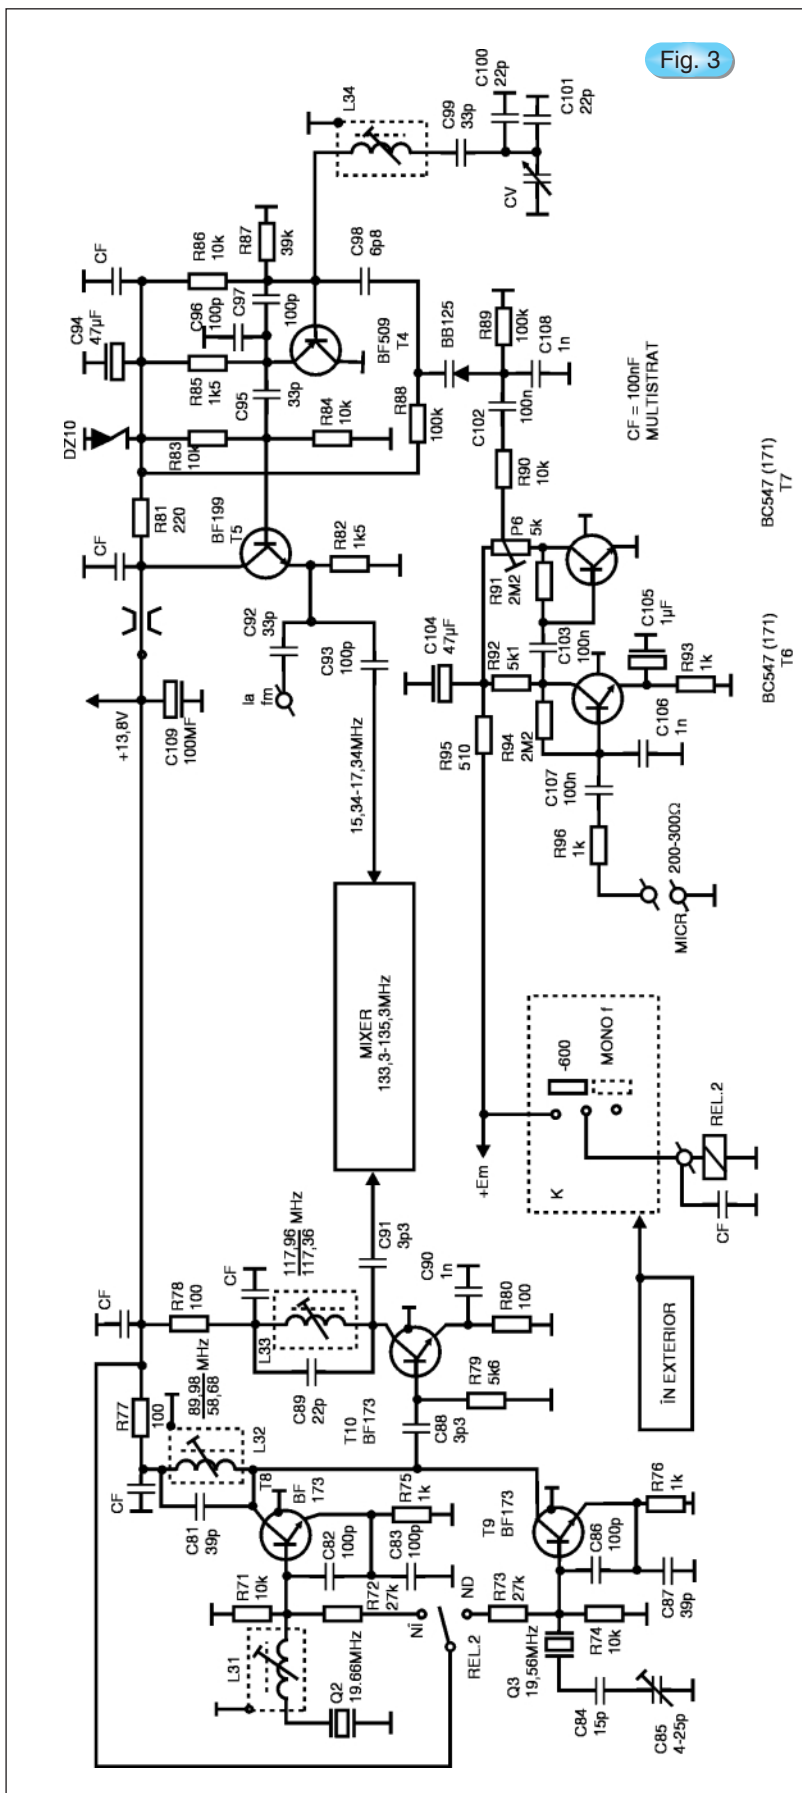 Fig. 3
C100
22p
C101
22p
L34
C99
33p
CV
CF
C94
47µF
R86
10k
R87
39k
C98
6p8
C96
100p
C97
100p
BF509
T4
R85
1k5
C95
33p
DZ10
R83
10k
R84
10k
R88
100k
BB125
R89
100k
C108
1n
C102
100n
R90
10k
CF = 100nF
MULTISTRAT
R81
220
BF199
T5
R82
1k5
CF
C92
33p
C93
100p
la
fm
P6
5k
R91
2M2
BC547 (171)
T7
C104
47µF
R92
5k1
C103
100n
C105
1µF
R93
1k
BC547 (171)
T6
+13,8V
C109
100MF
15,34-17,34MHz
R95
510
R94
2M2
C106
1n
C107
100n
R96
1k
MICR.
200-300Ω
MIXER
133,3-135,3MHz
+Em
-600
MONO f
K
REL.2
CF
ÎN EXTERIOR
CF
R78
100
CF
117,96
117,36
MHz
L33
C91
3p3
C90
1n
R80
100
C89
22p
T10
BF173
R79
5k6
C88
3p3
R77
100
89,98
58,68
MHz
L32
CF
C81
39p
T8
BF
173
R75
1k
C82
100p
C83
100p
R71
10k
R72
27k
Nî
ND
REL.2
L31
Q2
19.66MHz
T9
BF173
R76
1k
C86
100p
C87
39p
R73
27k
R74
10k
Q3
19,56MHz
C84
15p
C85
4-25p